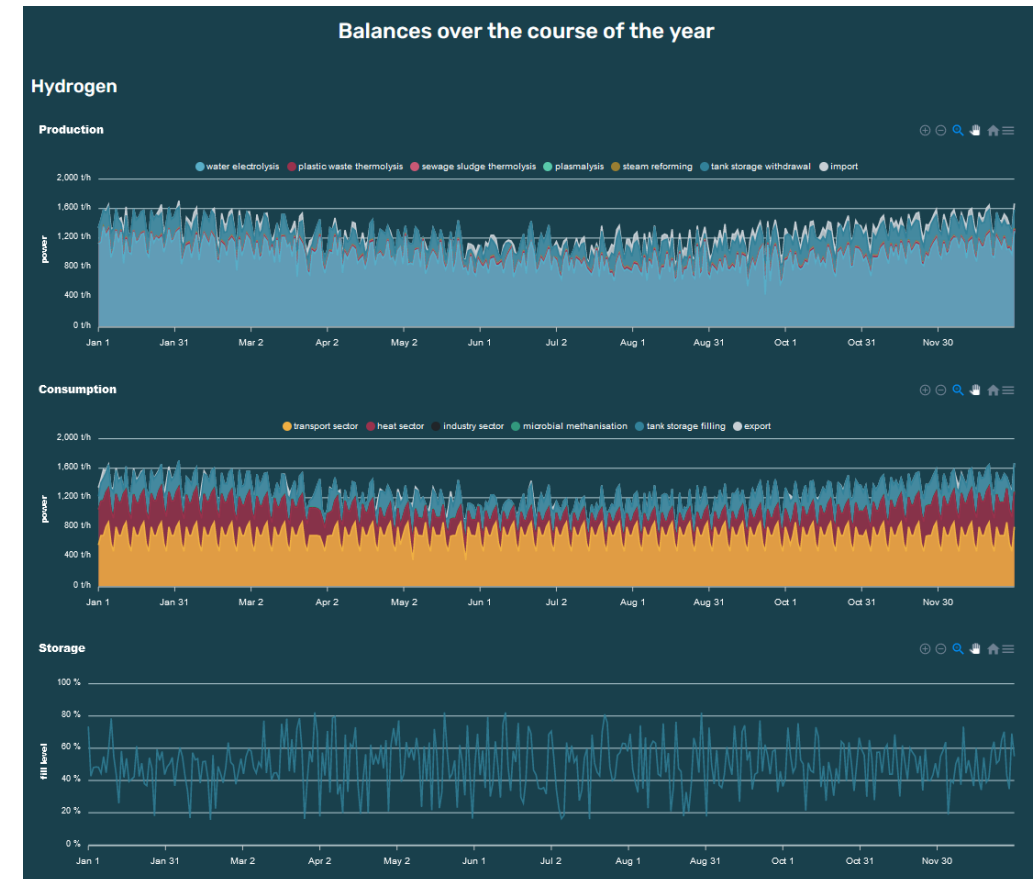 Balances over the course of the year
Hydrogen
Production
water electrolysis plastic waste thermolysis sewage sludge thermolysis plasmalysis steam reforming tank storage withdrawal import
2,000 t/h
1,600 t/h
1,200 t/h
800 t/h
400 t/h
0 t/h
power
Jan 1 Jan 31 Mar 2 Apr 2 May 2 Jun 1 Jul 2 Aug 1 Aug 31 Oct 1 Oct 31 Nov 30
Consumption
transport sector heat sector industry sector microbial methanisation tank storage filling export
2,000 t/h
1,600 t/h
1,200 t/h
800 t/h
400 t/h
0 t/h
power
Jan 1 Jan 31 Mar 2 Apr 2 May 2 Jun 1 Jul 2 Aug 1 Aug 31 Oct 1 Oct 31 Nov 30
Storage
100 %
80 %
60 %
40 %
20 %
0 %
fill level
Jan 1 Jan 31 Mar 2 Apr 2 May 2 Jun 1 Jul 2 Aug 1 Aug 31 Oct 1 Oct 31 Nov 30